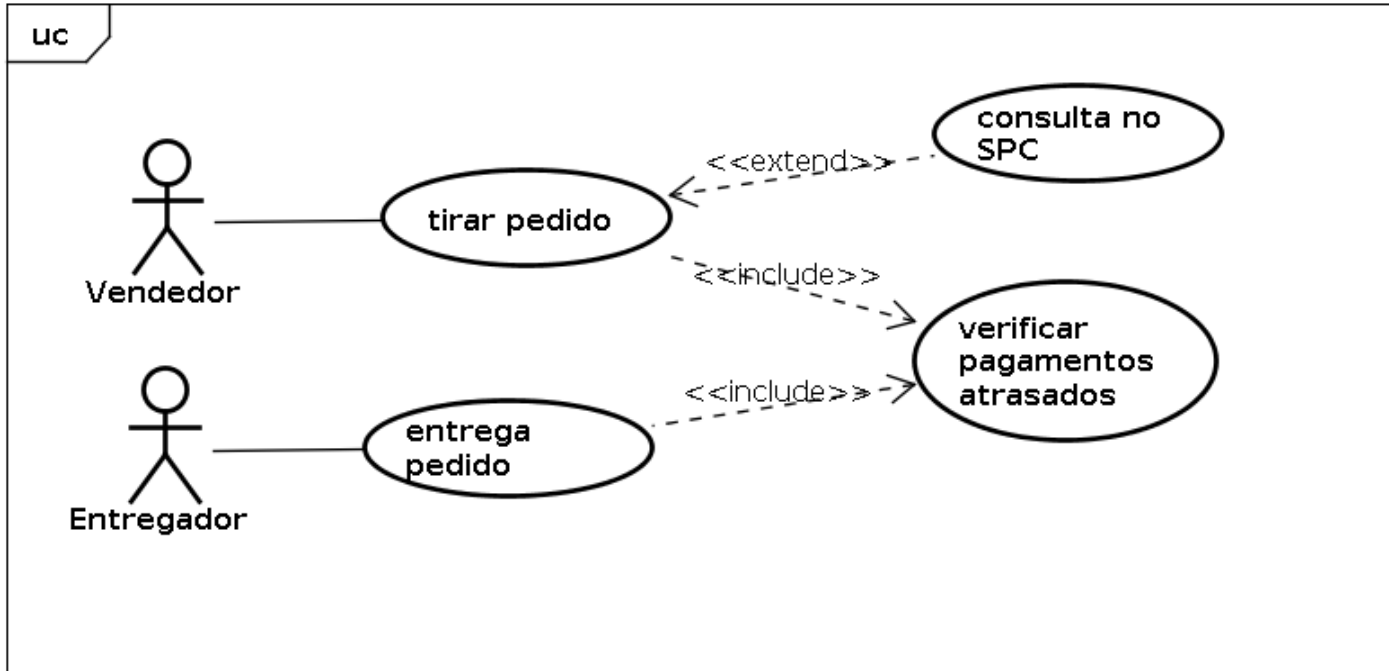 uc
consulta no
SPC
<<extend>>
tirar pedido
<<include>>
Vendedor
verificar
pagamentos
atrasados
<<include>>
entrega
pedido
Entregador